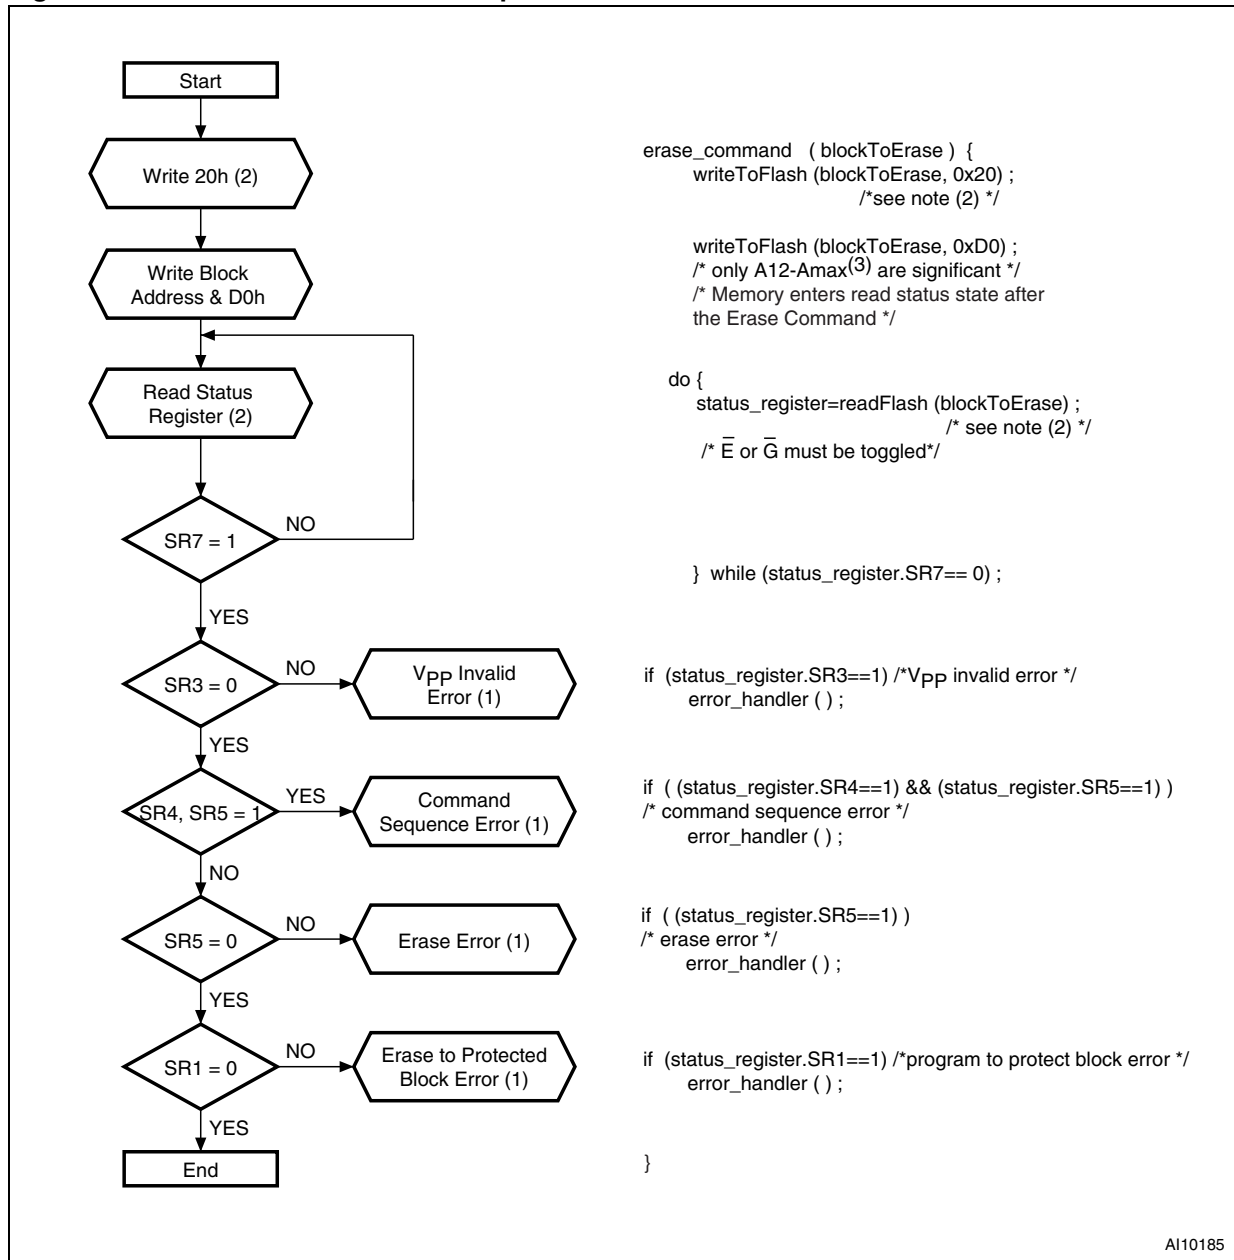 Start
Write 20h (2)
Write Block
Address & D0h
Read Status
Register (2)
NO
SR7 = 1
YES
NO
SR3 = 0
VPP Invalid
Error (1)
YES
YES
SR4, SR5 = 1
Command
Sequence Error (1)
NO
NO
SR5 = 0
Erase Error (1)
YES
NO
SR1 = 0
Erase to Protected
Block Error (1)
YES
End
erase_command ( blockToErase ) {
writeToFlash (blockToErase, 0x20) ;
/*see note (2) */
writeToFlash (blockToErase, 0xD0) ;
/* only A12-Amax(3) are significant */
/* Memory enters read status state after
the Erase Command */
do {
status_register=readFlash (blockToErase) ;
/* see note (2) */
/* E̅ or G̅ must be toggled*/
} while (status_register.SR7== 0) ;
if (status_register.SR3==1) /*VPP invalid error */
error_handler ( ) ;
if ( (status_register.SR4==1) && (status_register.SR5==1) )
/* command sequence error */
error_handler ( ) ;
if ( (status_register.SR5==1) )
/* erase error */
error_handler ( ) ;
if (status_register.SR1==1) /*program to protect block error */
error_handler ( ) ;
}
AI10185